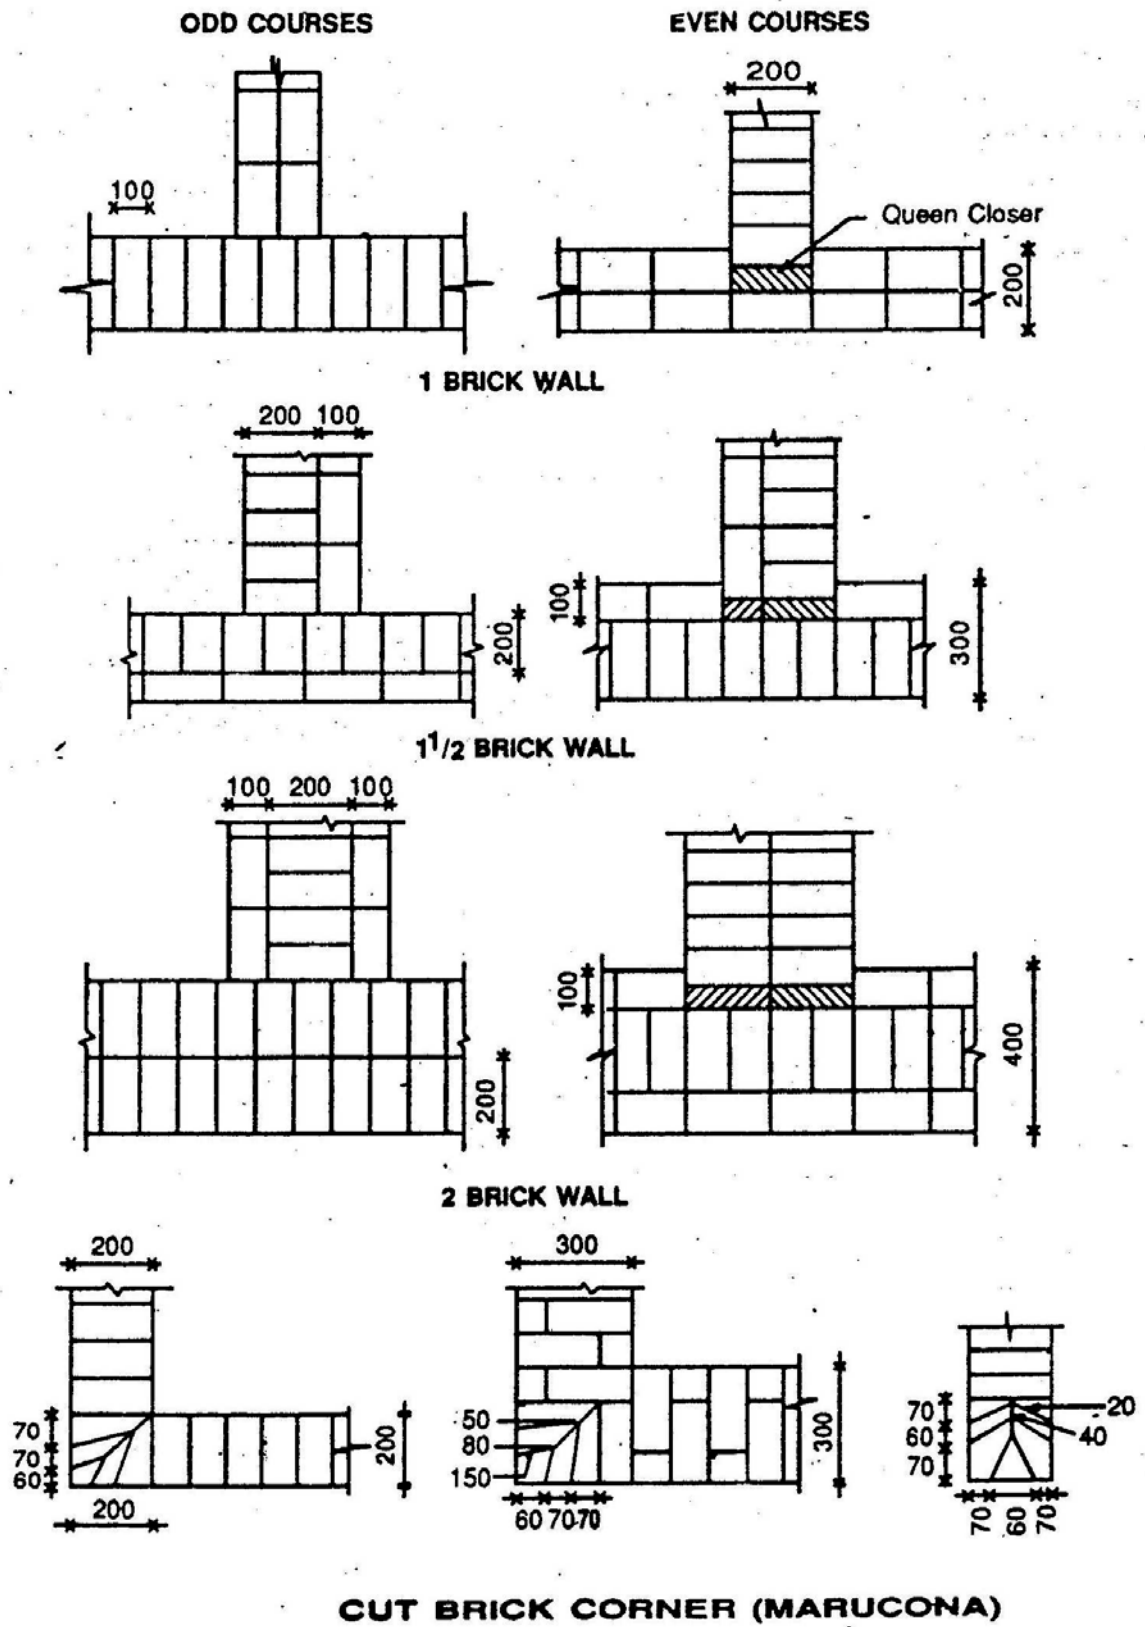 ODD COURSES
EVEN COURSES
200
100
Queen Closer
200
1 BRICK WALL
200 100
100
200
300
1 1/2 BRICK WALL
100 200 100
100
200
400
2 BRICK WALL
200
300
70
70
60
200
200
50
80
150
300
60 70 70
70
60
70
20
40
70 60 70
CUT BRICK CORNER (MARUCONA)